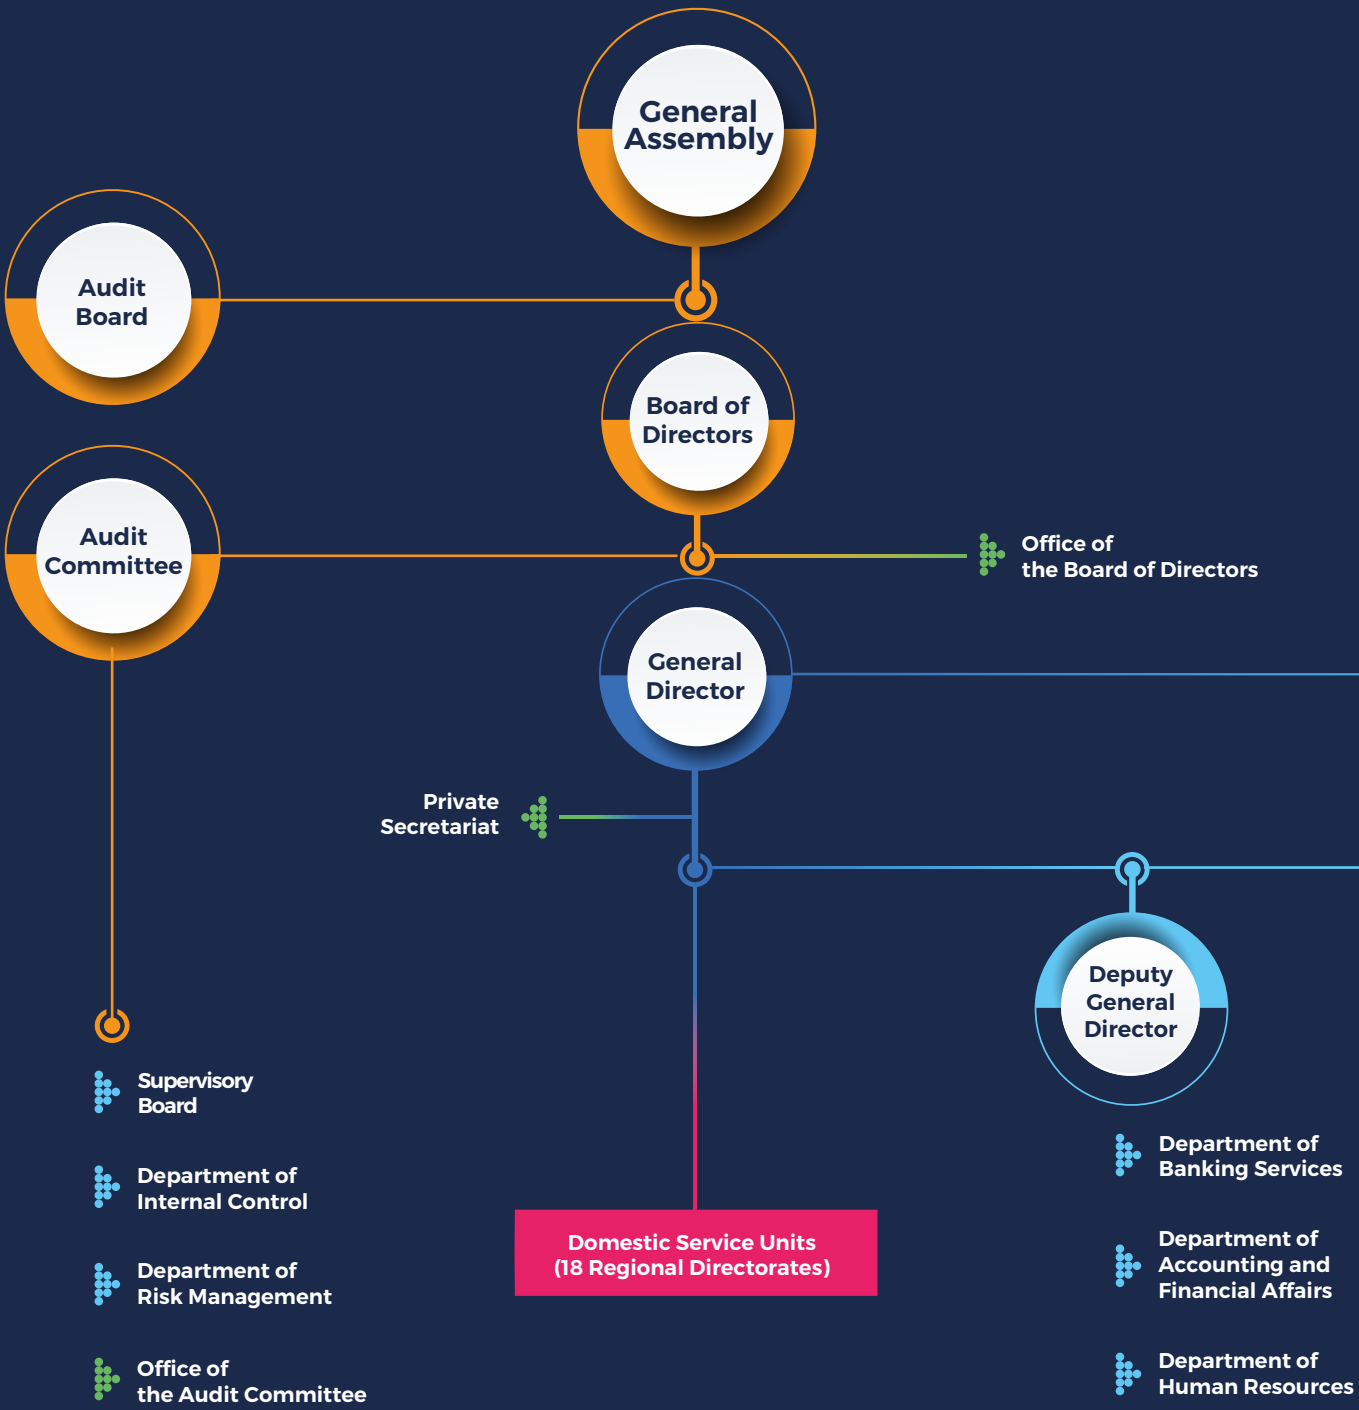 General
Assembly
Audit
Board
Board of
Directors
Audit
Committee
Office of
the Board of Directors
General
Director
Private
Secretariat
Deputy
General
Director
Supervisory
Board
Department of
Internal Control
Department of
Risk Management
Office of
the Audit Committee
Domestic Service Units
(18 Regional Directorates)
Department of
Banking Services
Department of
Accounting and
Financial Affairs
Department of
Human Resources